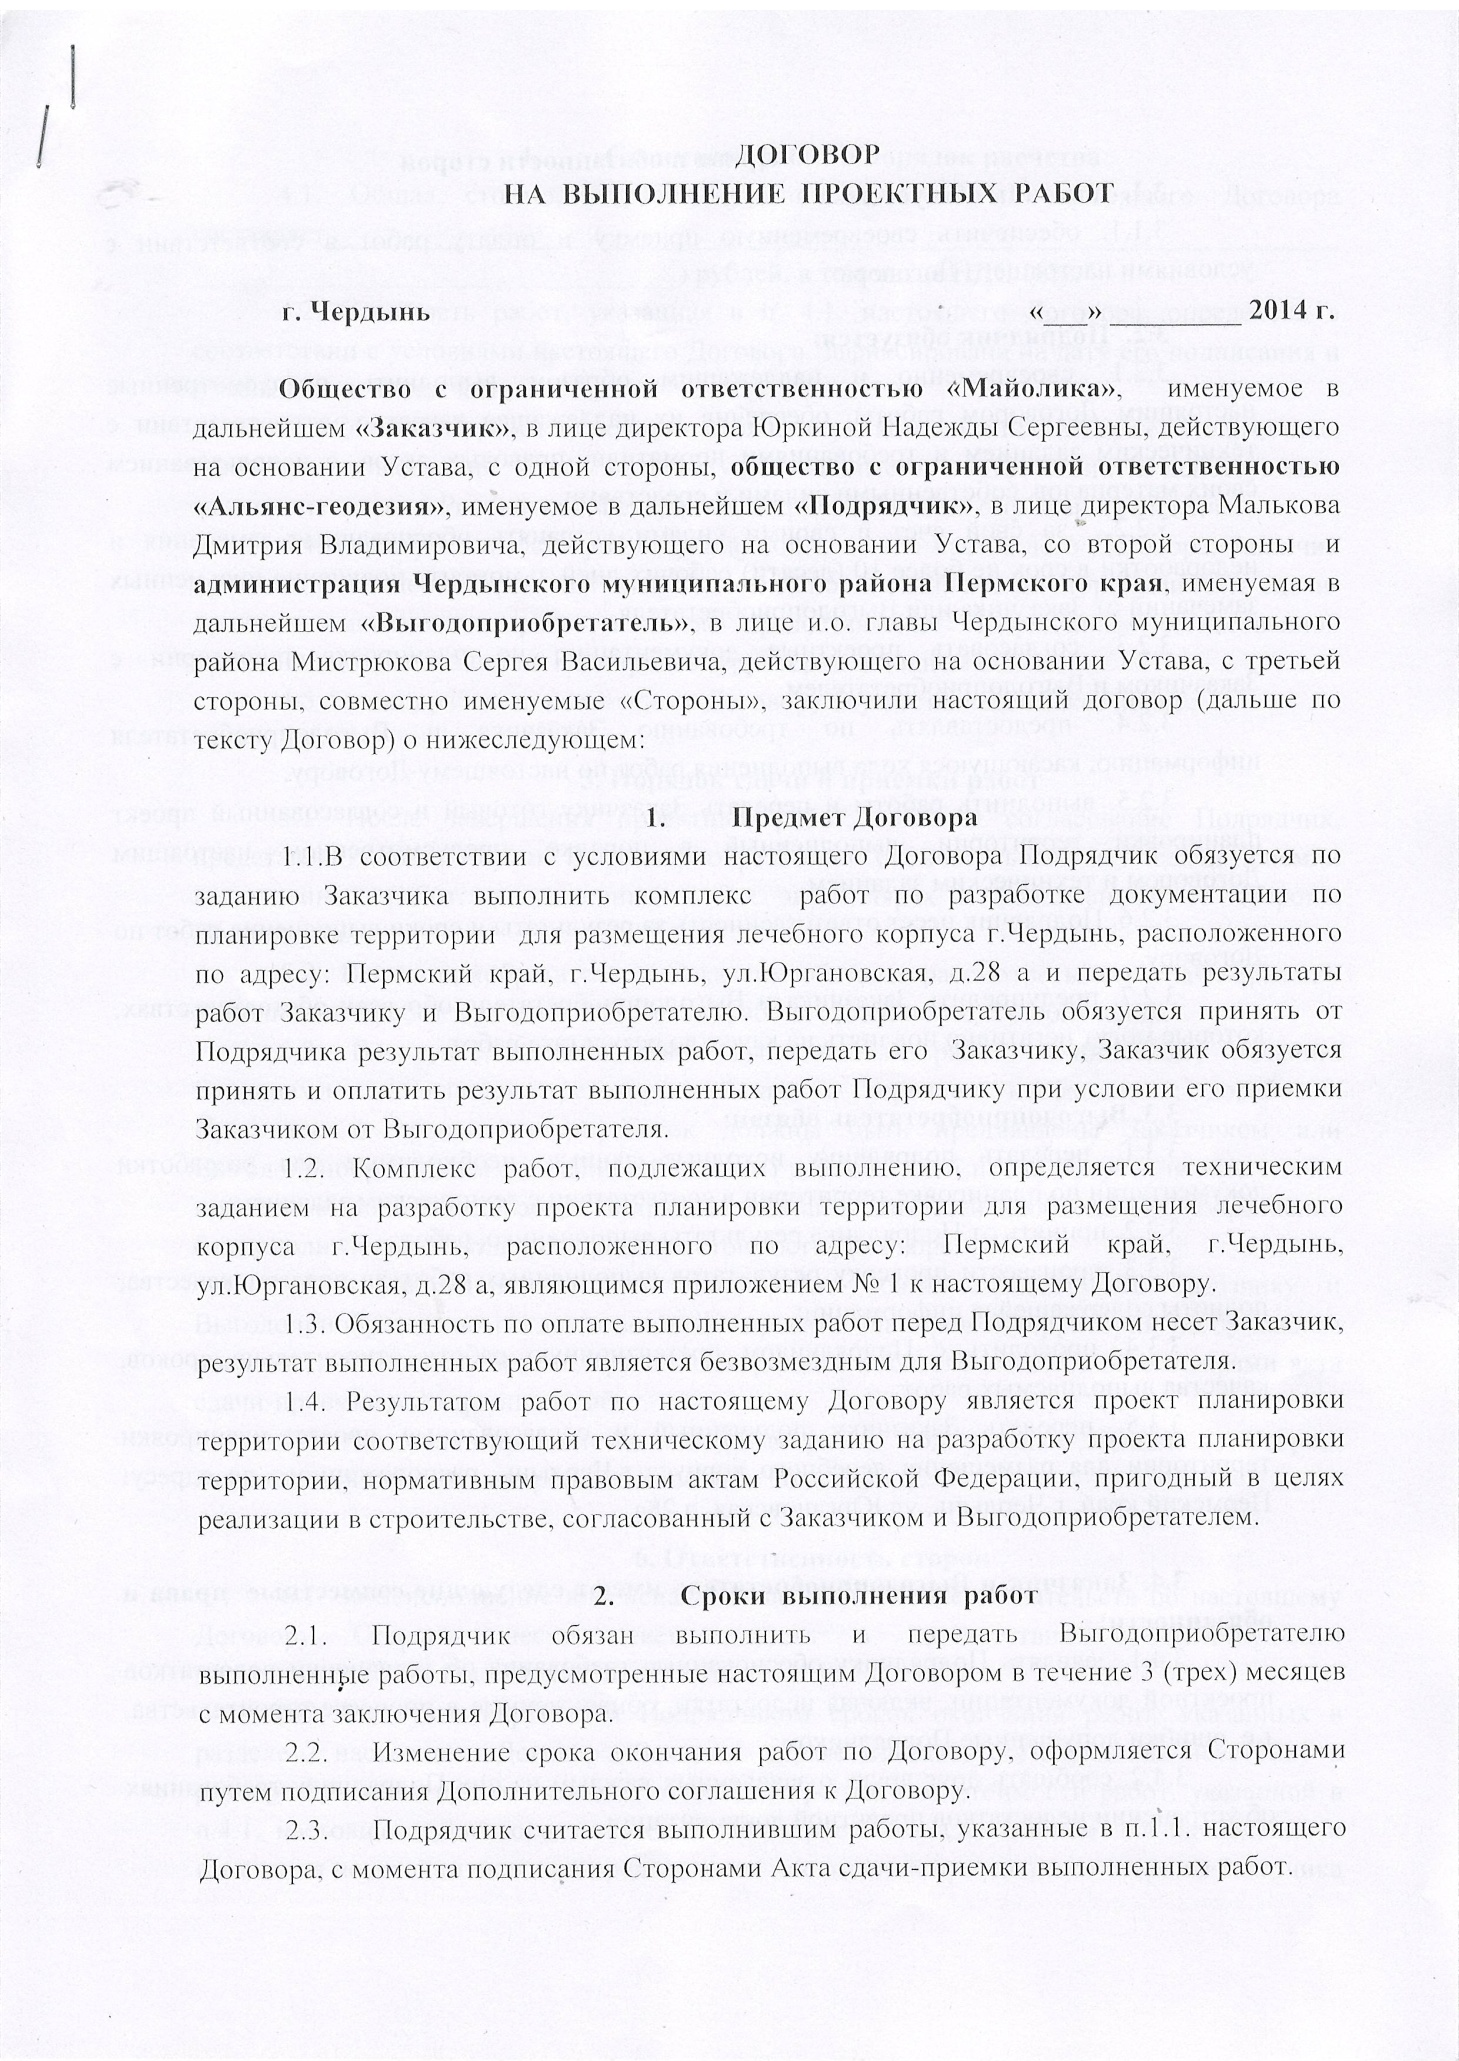 ДОГОВОР
НА ВЫПОЛНЕНИЕ ПРОЕКТНЫХ РАБОТ
г. Чердынь «___» _________ 2014 г.
Общество с ограниченной ответственностью «Майолика», именуемое в
дальнейшем «Заказчик», в лице директора Юркиной Надежды Сергеевны, действующего
на основании Устава, с одной стороны, общество с ограниченной ответственностью
«Альянс-геодезия», именуемое в дальнейшем «Подрядчик», в лице директора Малькова
Дмитрия Владимировича, действующего на основании Устава, со второй стороны и
администрация Чердынского муниципального района Пермского края, именуемая в
дальнейшем «Выгодоприобретатель», в лице и.о. главы Чердынского муниципального
района Мистрюкова Сергея Васильевича, действующего на основании Устава, с третьей
стороны, совместно именуемые «Стороны», заключили настоящий договор (дальше по
тексту Договор) о нижеследующем:
1. Предмет Договора
1.1.В соответствии с условиями настоящего Договора Подрядчик обязуется по
заданию Заказчика выполнить комплекс работ по разработке документации по
планировке территории для размещения лечебного корпуса г.Чердынь, расположенного
по адресу: Пермский край, г.Чердынь, ул.Юргановская, д.28 а и передать результаты
работ Заказчику и Выгодоприобретателю. Выгодоприобретатель обязуется принять от
Подрядчика результат выполненных работ, передать его Заказчику, Заказчик обязуется
принять и оплатить результат выполненных работ Подрядчику при условии его приемки
Заказчиком от Выгодоприобретателя.
1.2. Комплекс работ, подлежащих выполнению, определяется техническим
заданием на разработку проекта планировки территории для размещения лечебного
корпуса г.Чердынь, расположенного по адресу: Пермский край, г.Чердынь,
ул.Юргановская, д.28 а, являющимся приложением № 1 к настоящему Договору.
1.3. Обязанность по оплате выполненных работ перед Подрядчиком несет Заказчик,
результат выполненных работ является безвозмездным для Выгодоприобретателя.
1.4. Результатом работ по настоящему Договору является проект планировки
территории соответствующий техническому заданию на разработку проекта планировки
территории, нормативным правовым актам Российской Федерации, пригодный в целях
реализации в строительстве, согласованный с Заказчиком и Выгодоприобретателем.
2. Сроки выполнения работ
2.1. Подрядчик обязан выполнить и передать Выгодоприобретателю
выполненные работы, предусмотренные настоящим Договором в течение 3 (трех) месяцев
с момента заключения Договора.
2.2. Изменение срока окончания работ по Договору, оформляется Сторонами
путем подписания Дополнительного соглашения к Договору.
2.3. Подрядчик считается выполнившим работы, указанные в п.1.1. настоящего
Договора, с момента подписания Сторонами Акта сдачи-приемки выполненных работ.